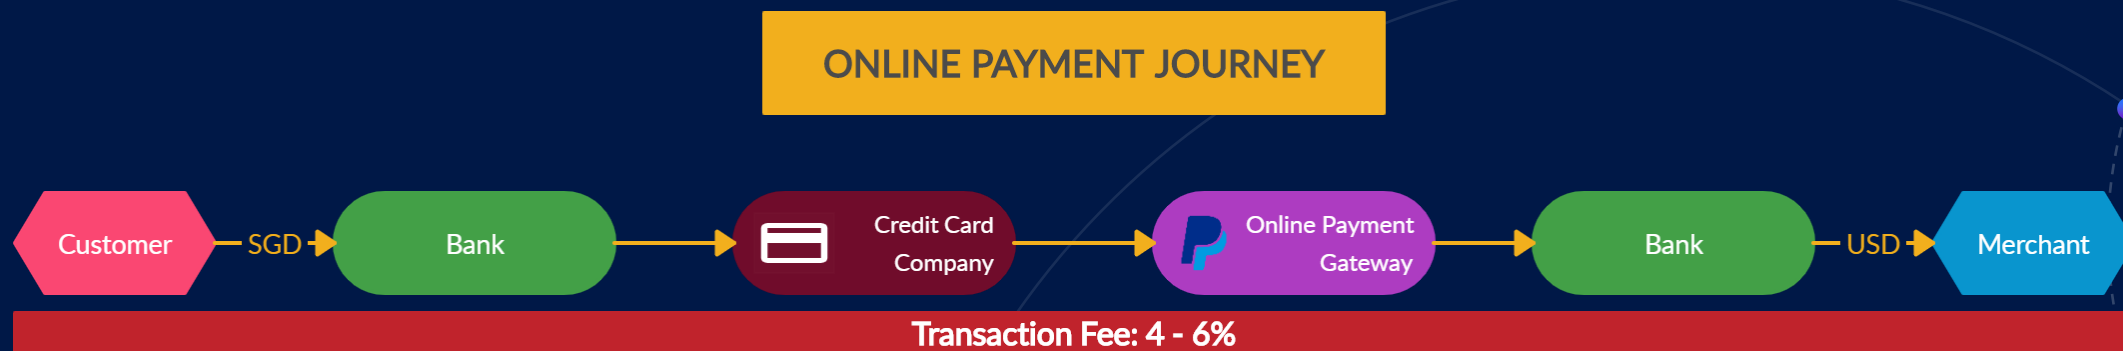 ONLINE PAYMENT JOURNEY
Customer
SGD
Bank
Credit Card
Company
Online Payment
Gateway
Bank
USD
Merchant
Transaction Fee: 4 - 6%